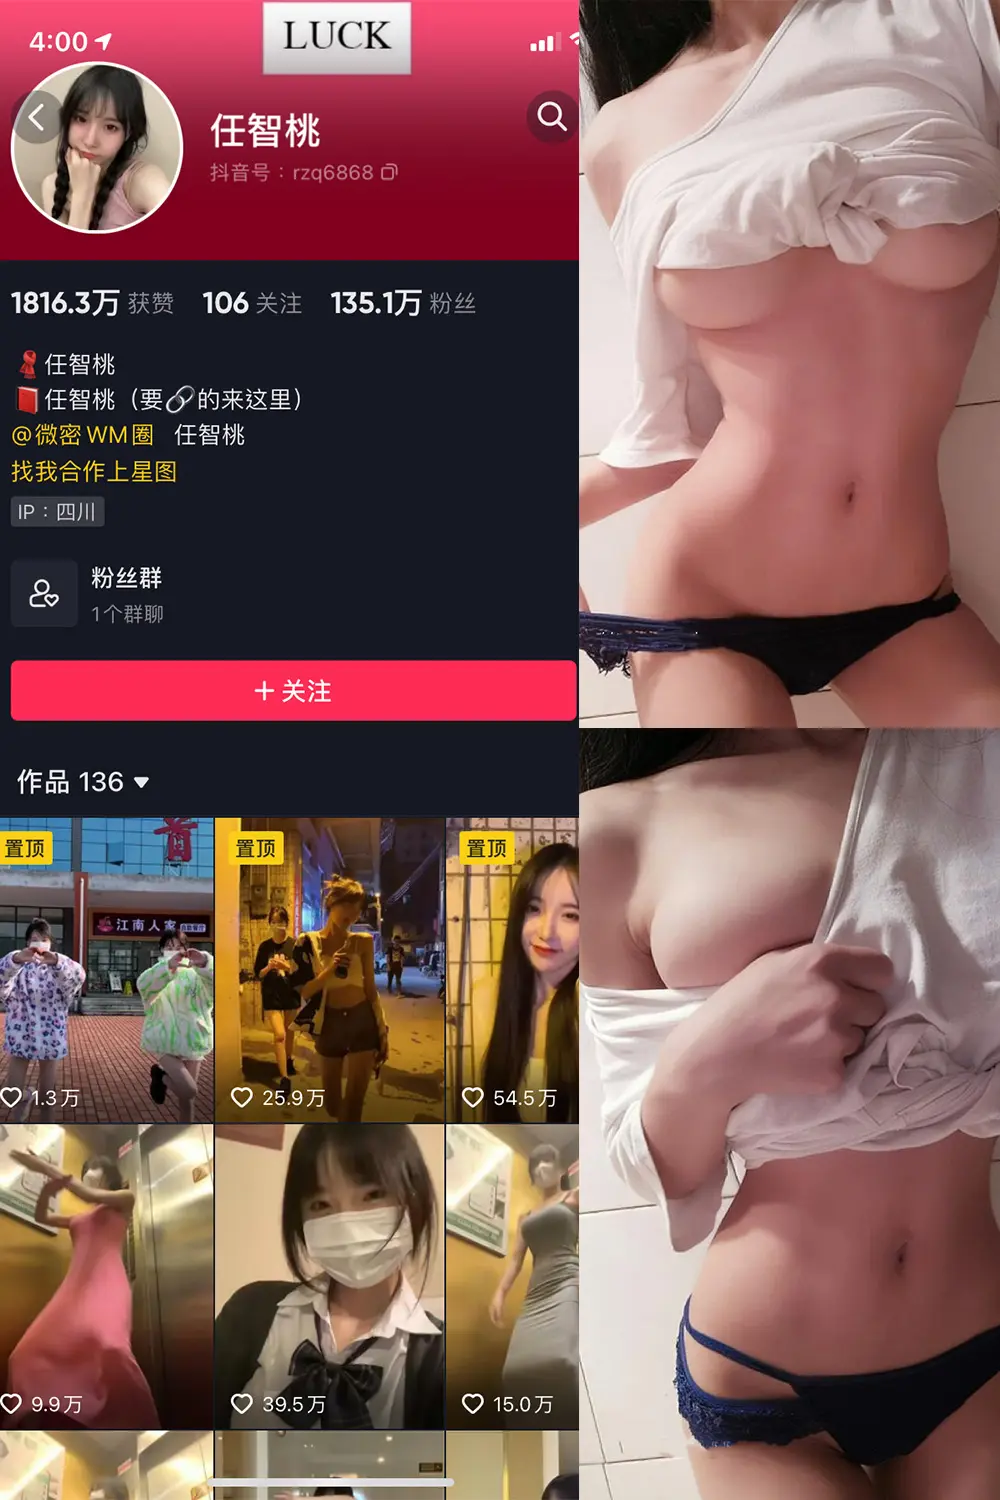 4:00
LUCK
任智桃
抖音号：rzq6868
1816.3万 获赞 106 关注 135.1万 粉丝
任智桃
任智桃（要🔗的来这里）
@微密WM圈 任智桃
找我合作上星图
IP：四川
粉丝群
1个群聊
+ 关注
作品 136
置顶 置顶 置顶
首
江南人家
1.3万 25.9万 54.5万
9.9万 39.5万 15.0万